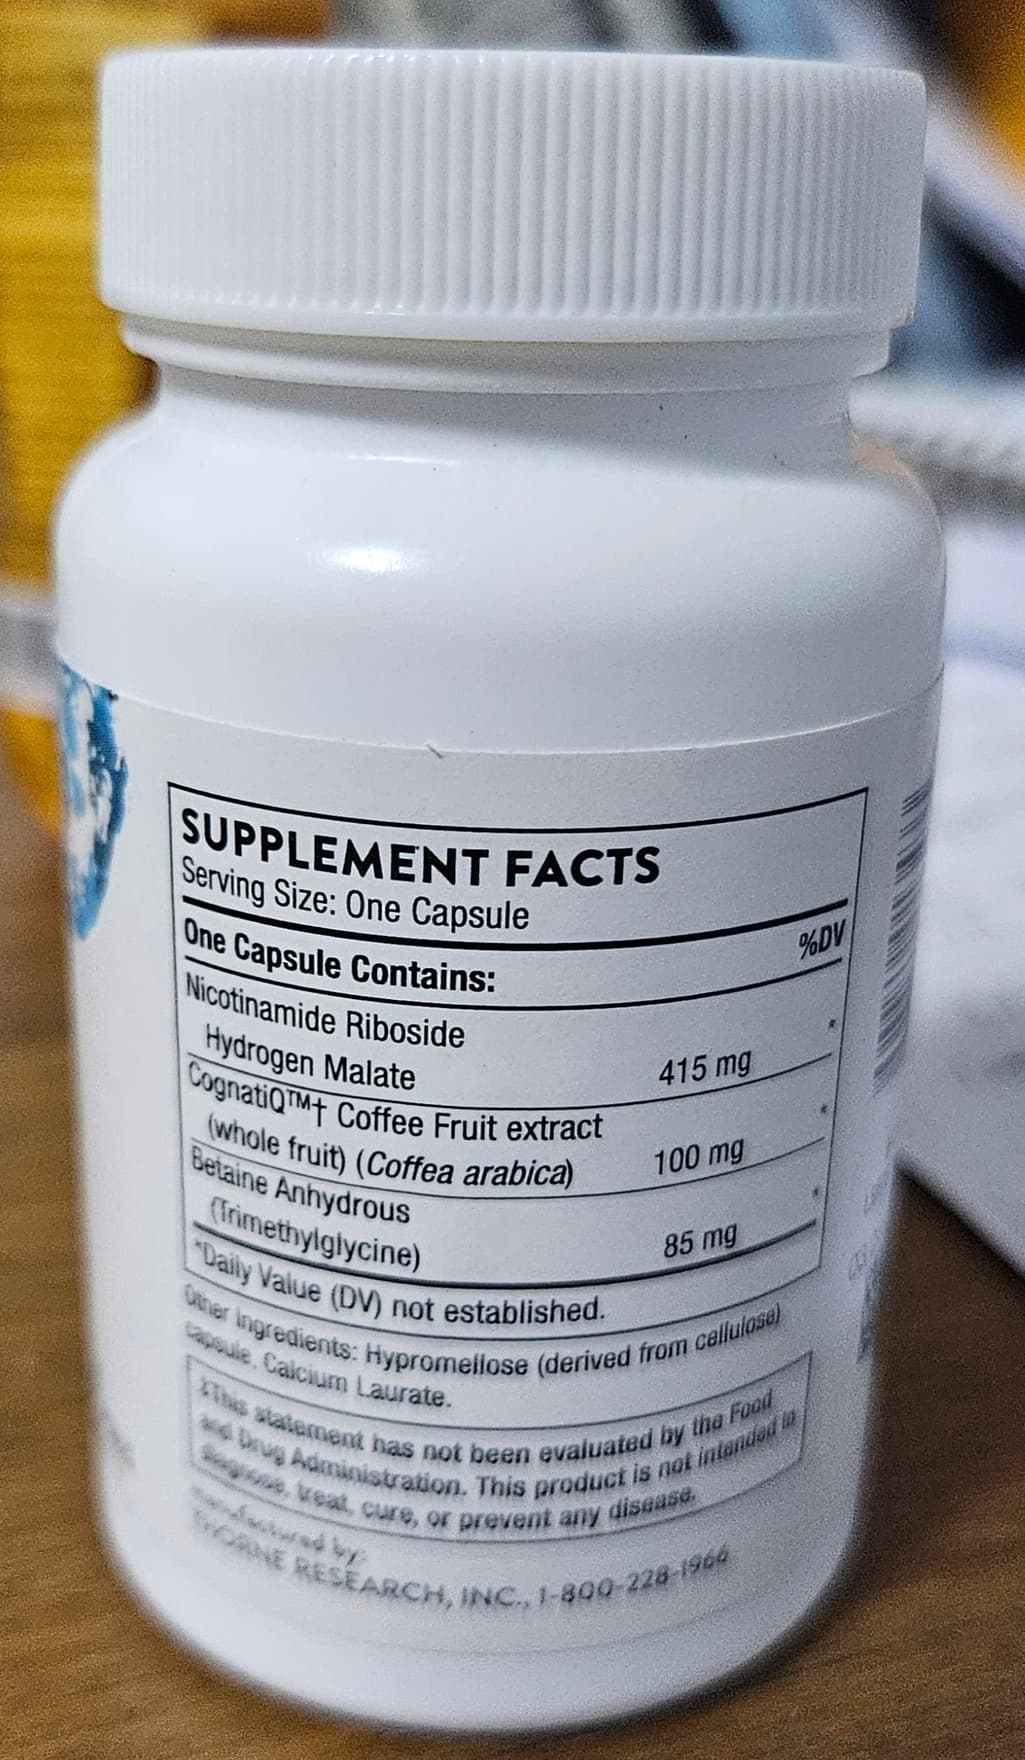 SUPPLEMENT FACTS
Serving Size: One Capsule
%DV
One Capsule Contains:
Nicotinamide Riboside
Hydrogen Malate 415 mg *
CognatiQ™† Coffee Fruit extract
(whole fruit) (Coffea arabica) 100 mg *
Betaine Anhydrous
(Trimethylglycine) 85 mg *
*Daily Value (DV) not established.
Other Ingredients: Hypromellose (derived from cellulose)
capsule, Calcium Laurate.
‡This statement has not been evaluated by the Food
and Drug Administration. This product is not intended to
diagnose, treat, cure, or prevent any disease.
Manufactured by:
THORNE RESEARCH, INC., 1-800-228-1966